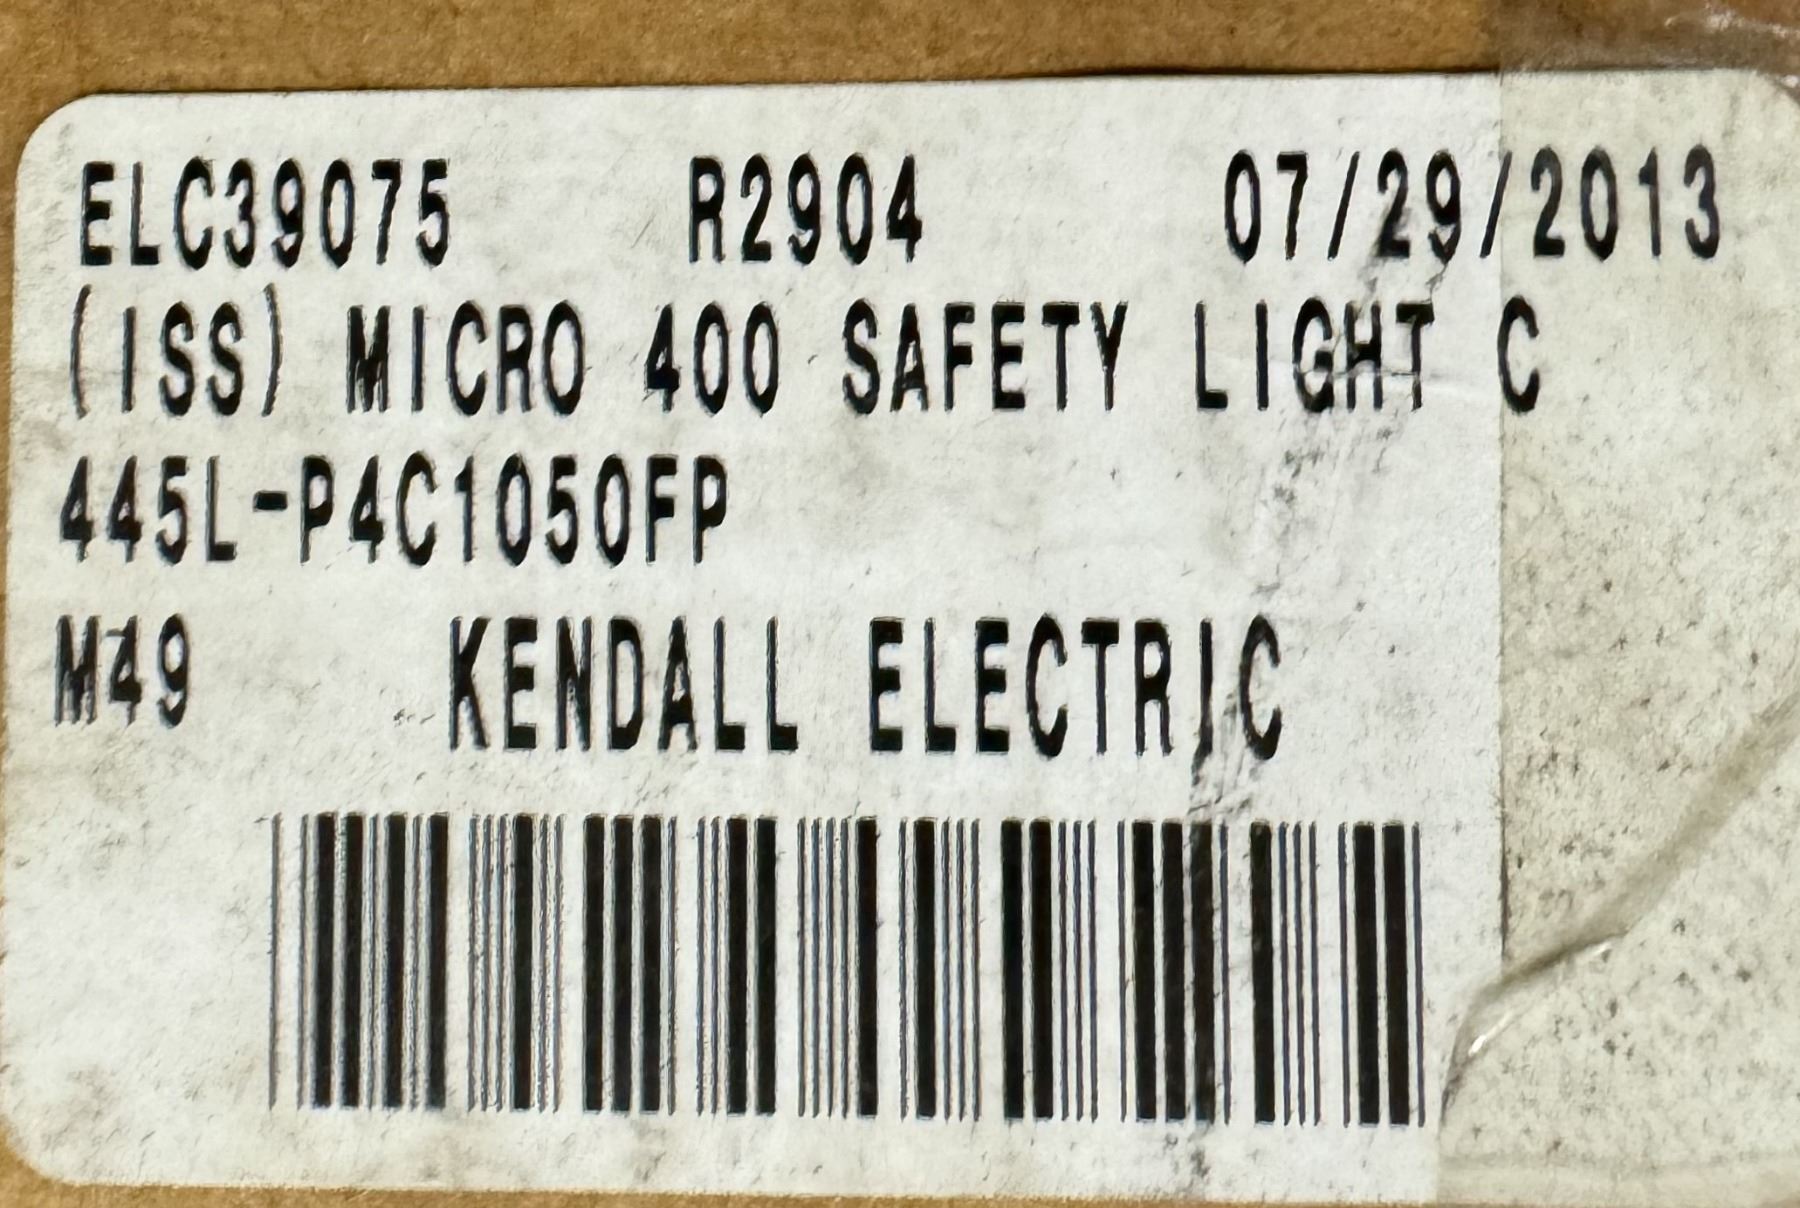 ELC39075 R2904 07/29/2013
(ISS) MICRO 400 SAFETY LIGHT C
445L-P4C1050FP
M49 KENDALL ELECTRIC